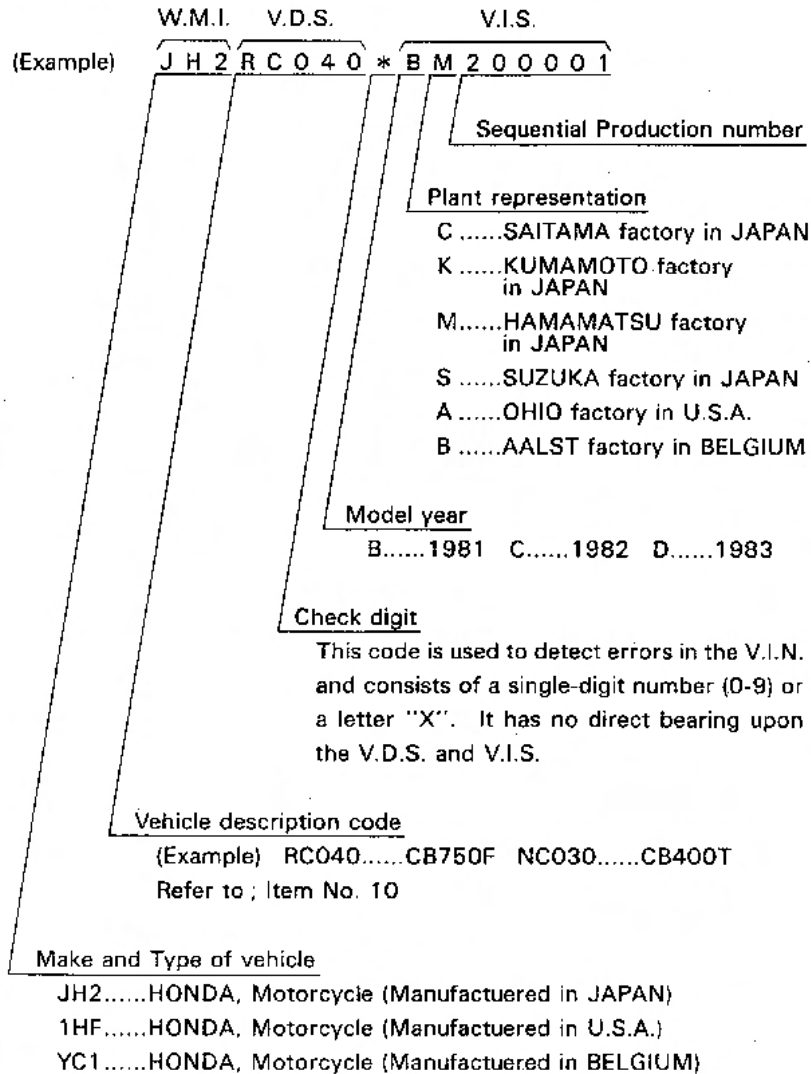 W.M.I. V.D.S. V.I.S.
(Example) J H 2 R C 0 4 0 * B M 2 0 0 0 0 1
Sequential Production number
Plant representation
C ......SAITAMA factory in JAPAN
K ......KUMAMOTO factory
in JAPAN
M......HAMAMATSU factory
in JAPAN
S ......SUZUKA factory in JAPAN
A ......OHIO factory in U.S.A.
B ......AALST factory in BELGIUM
Model year
B......1981 C......1982 D......1983
Check digit
This code is used to detect errors in the V.I.N.
and consists of a single-digit number (0-9) or
a letter "X". It has no direct bearing upon
the V.D.S. and V.I.S.
Vehicle description code
(Example) RC040......CB750F NC030......CB400T
Refer to ; Item No. 10
Make and Type of vehicle
JH2......HONDA, Motorcycle (Manufactuered in JAPAN)
1HF......HONDA, Motorcycle (Manufactuered in U.S.A.)
YC1......HONDA, Motorcycle (Manufactuered in BELGIUM)